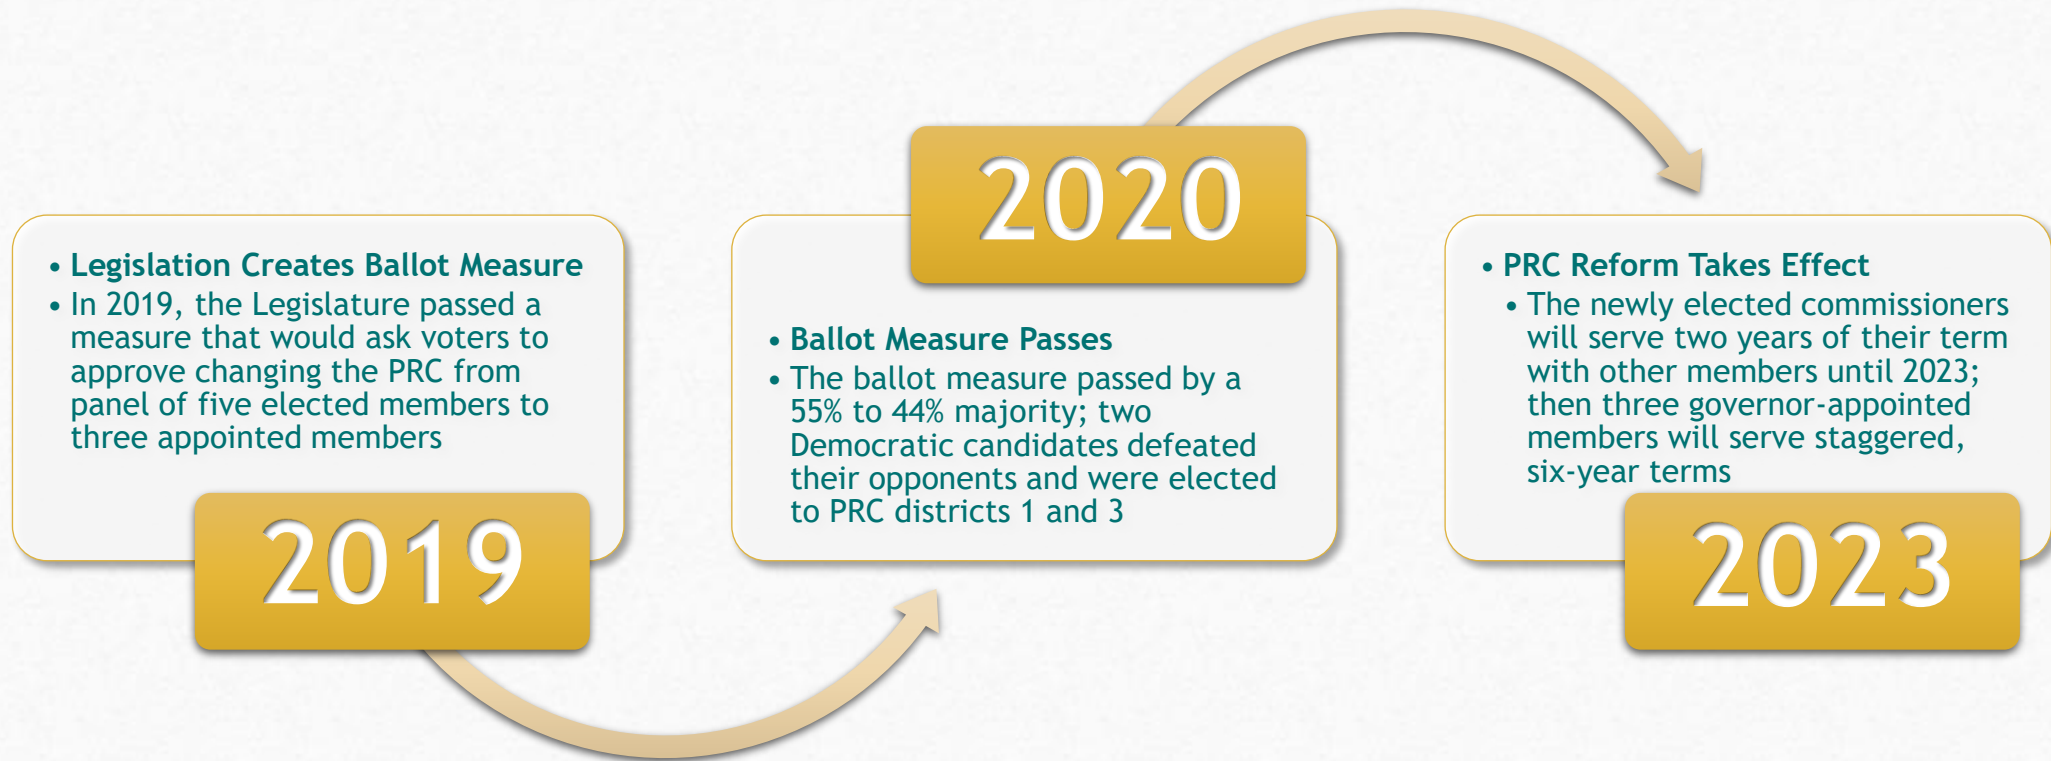 • Legislation Creates Ballot Measure
• In 2019, the Legislature passed a
measure that would ask voters to
approve changing the PRC from
panel of five elected members to
three appointed members
2019
2020
• Ballot Measure Passes
• The ballot measure passed by a
55% to 44% majority; two
Democratic candidates defeated
their opponents and were elected
to PRC districts 1 and 3
• PRC Reform Takes Effect
• The newly elected commissioners
will serve two years of their term
with other members until 2023;
then three governor-appointed
members will serve staggered,
six-year terms
2023